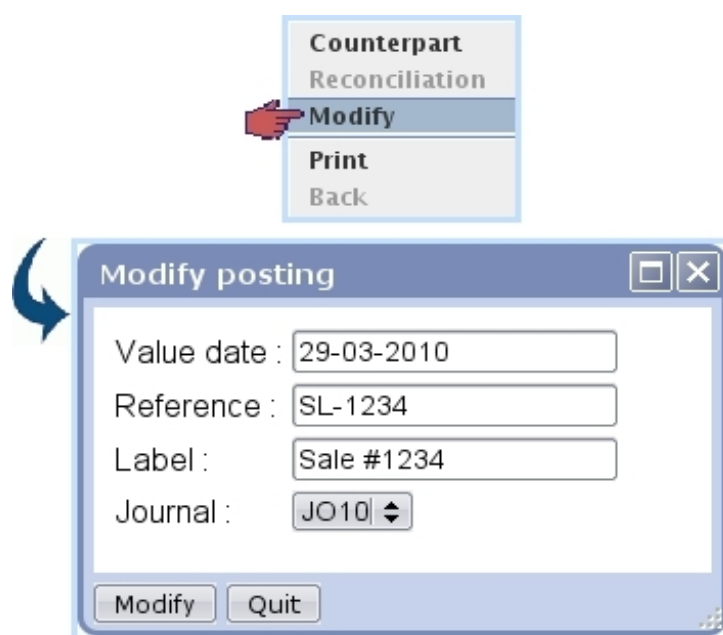 Counterpart
Reconciliation
Modify
Print
Back
Modify posting
Value date : 29-03-2010
Reference : SL-1234
Label : Sale #1234
Journal : JO10
Modify Quit